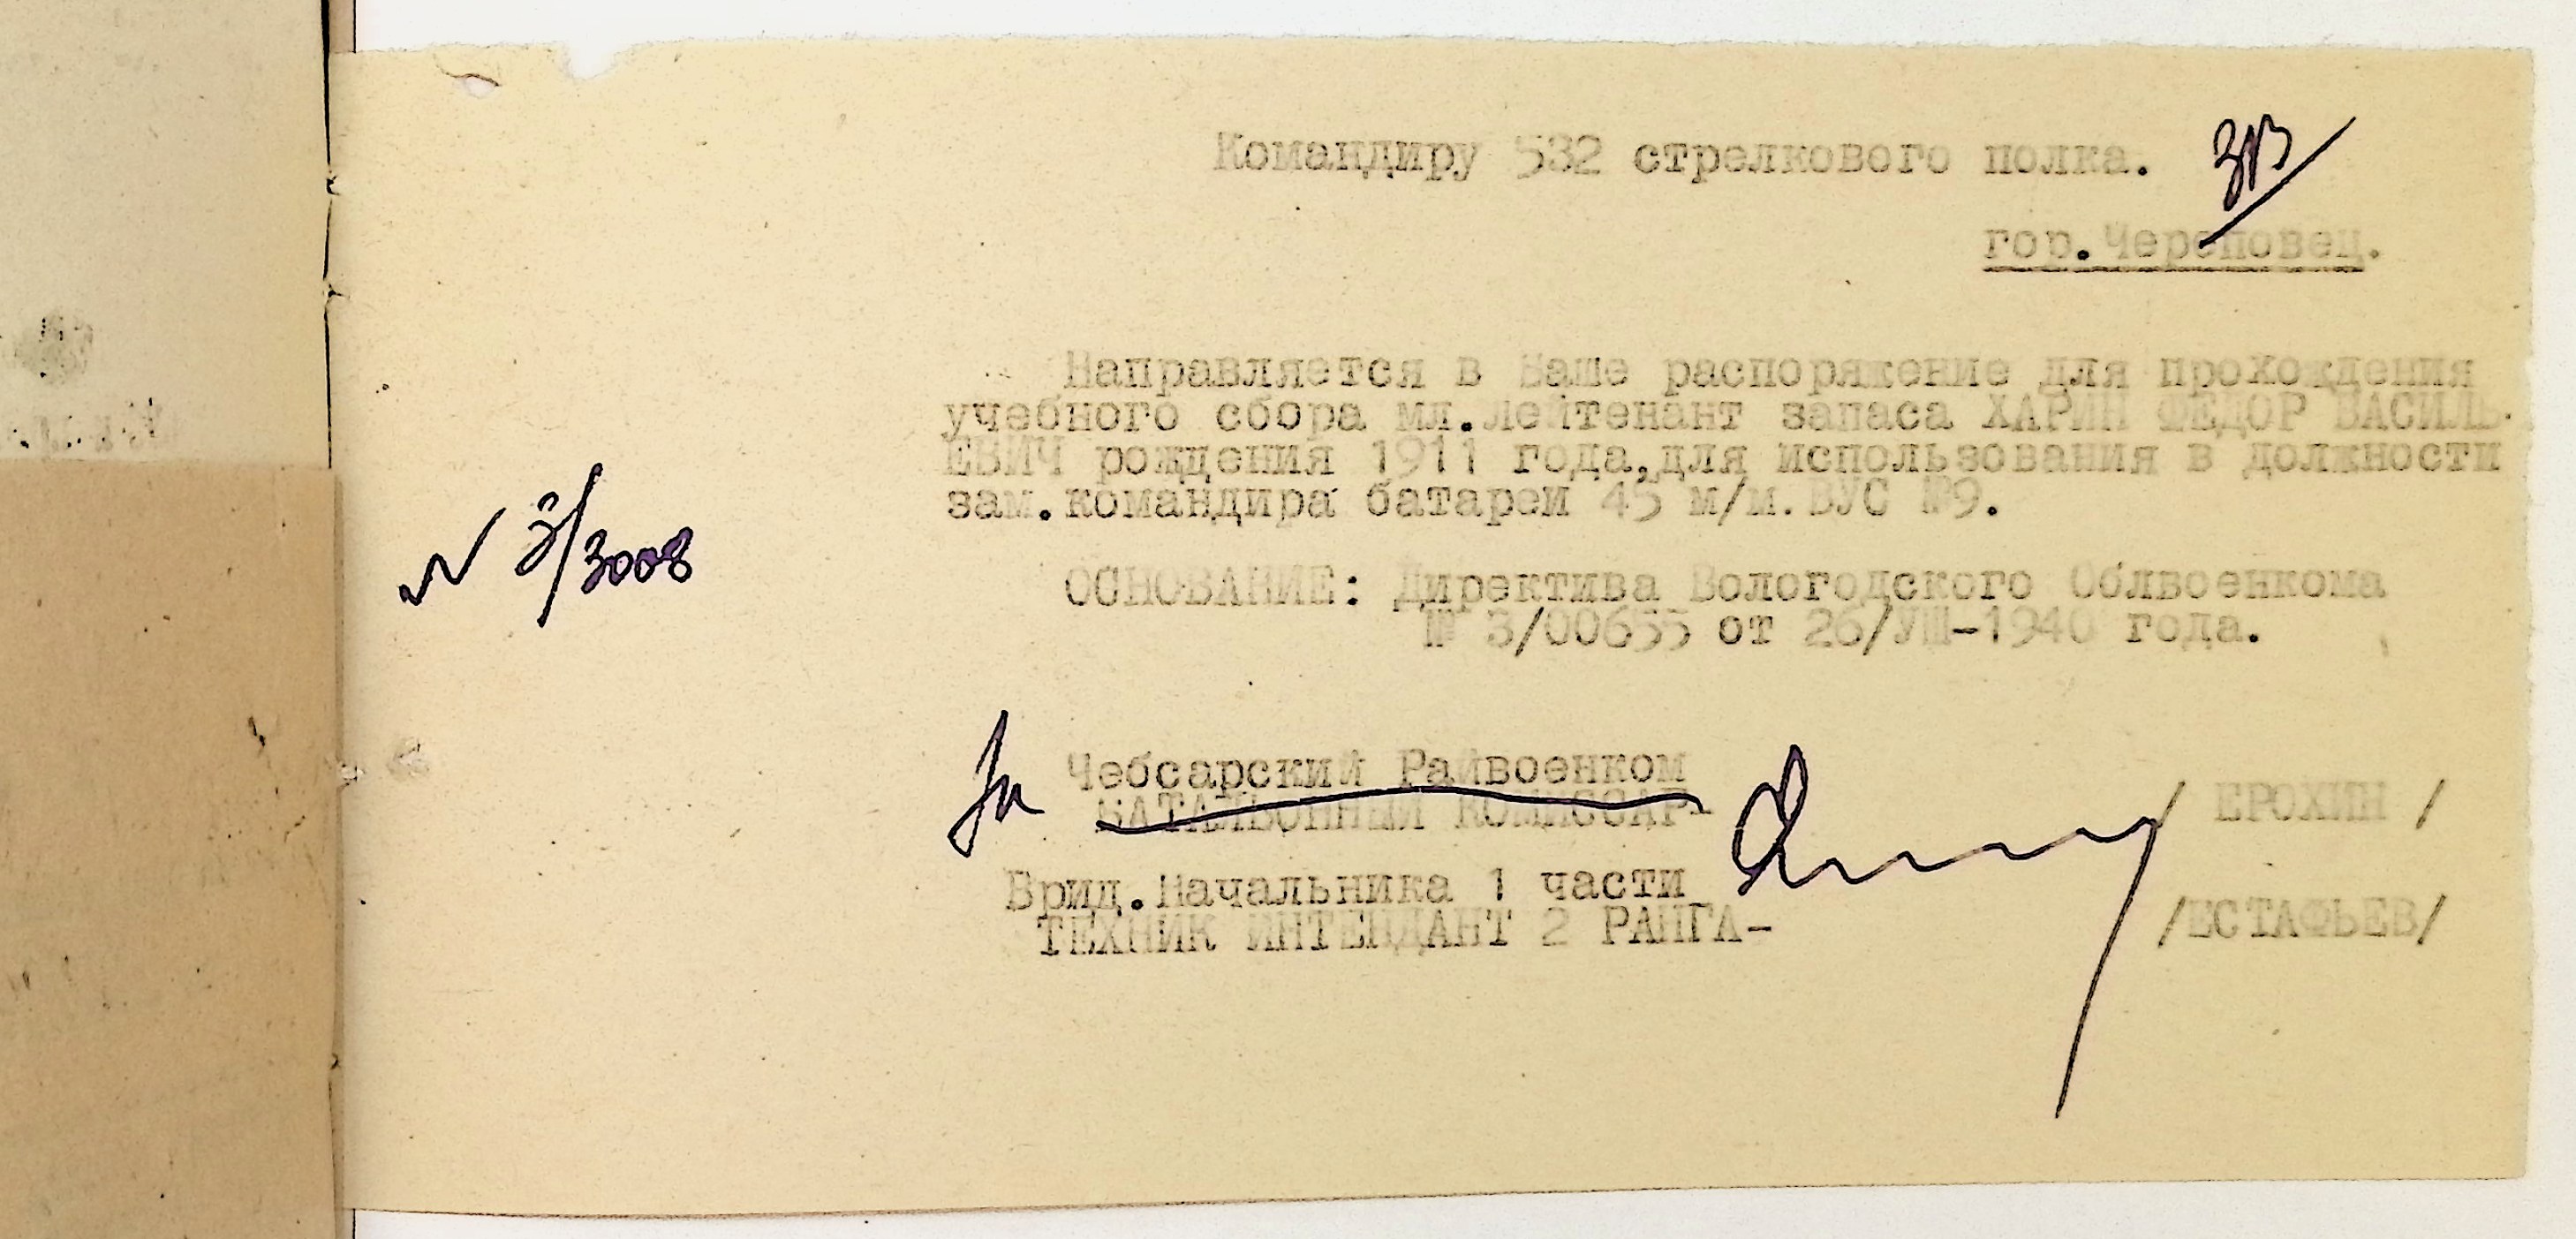 Командиру 532 стрелкового полка.
гор.Череповец.
Направляется в Ваше распоряжение для прохождения
учебного сбора мл.лейтенант запаса ХАРИН ФЕДОР ВАСИЛЬ-
ЕВИЧ рождения 1911 года,для использования в должности
зам.командира батареи 45 м/м.ВУС №9.
N 3/3008
ОСНОВАНИЕ: Директива Вологодского Облвоенкома
№ 3/00655 от 26/УШ-1940 года.
За Чебсарский Райвоенком
БАТАЛЬОННЫЙ КОМИССАР- / ЕРОХИН /
Врид.Начальника 1 части
ТЕХНИК ИНТЕНДАНТ 2 РАНГА- /ЕСТАФЬЕВ/